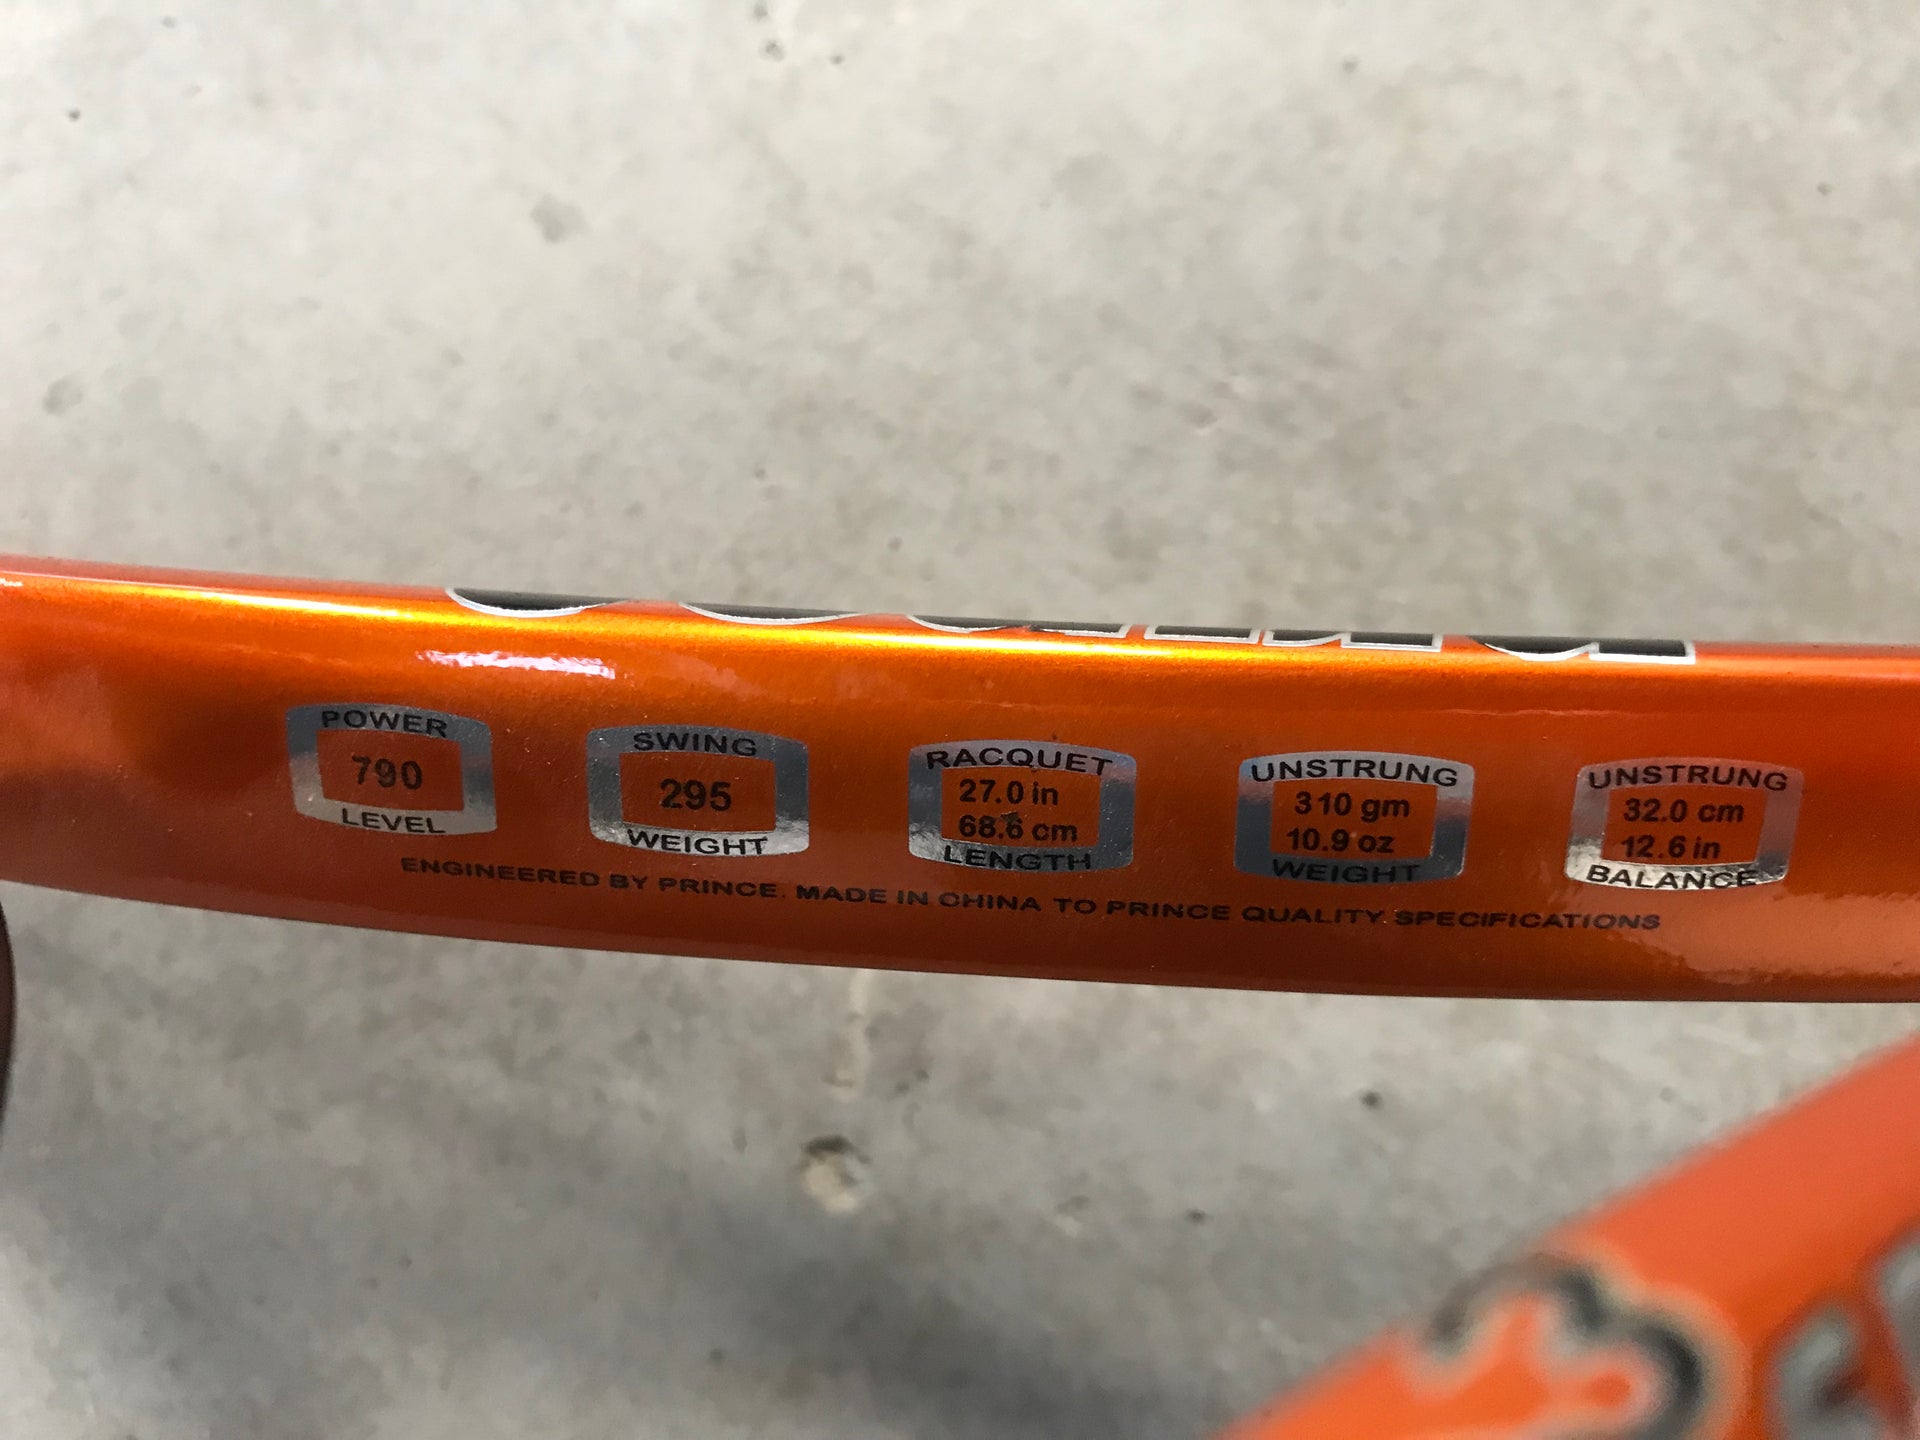 POWER
790
LEVEL
SWING
295
WEIGHT
RACQUET
27.0 in
68.6 cm
LENGTH
UNSTRUNG
310 gm
10.9 oz
WEIGHT
UNSTRUNG
32.0 cm
12.6 in
BALANCE
ENGINEERED BY PRINCE. MADE IN CHINA TO PRINCE QUALITY SPECIFICATIONS